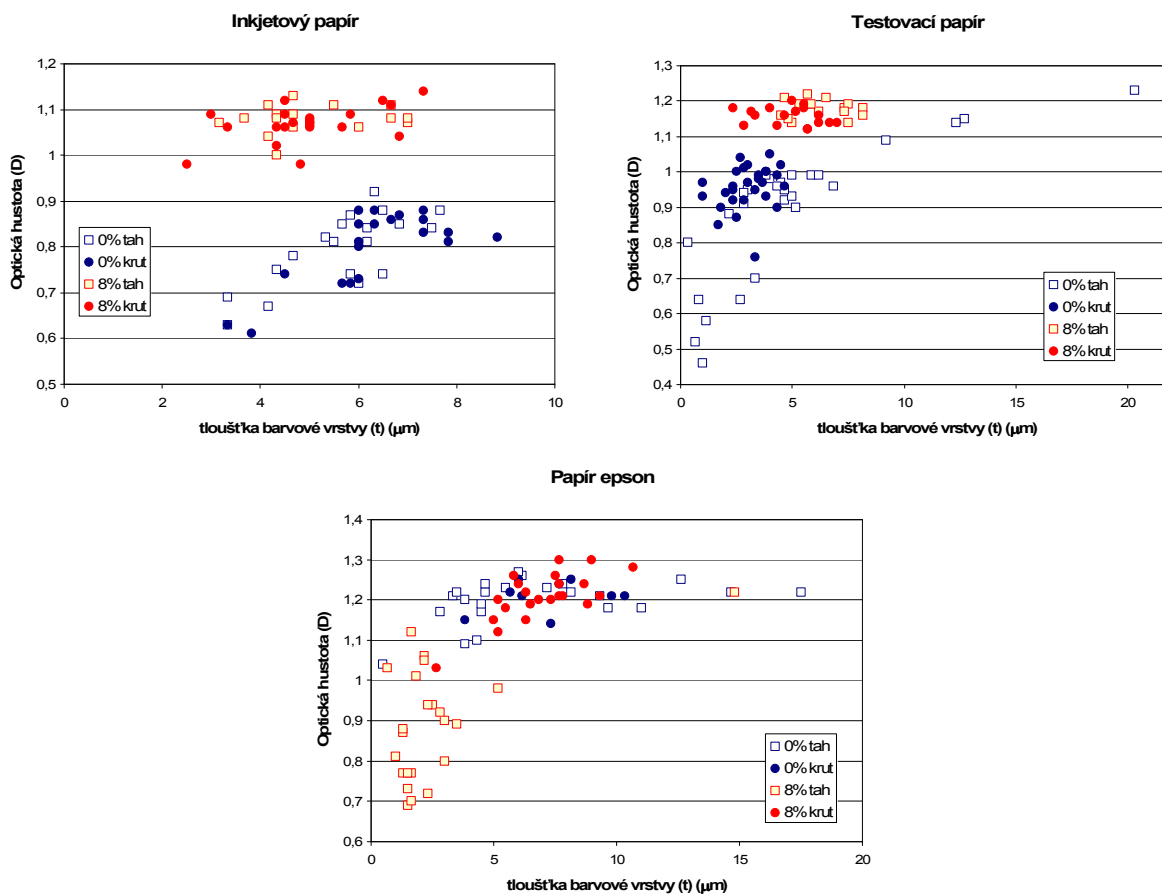 Inkjetový papír
1,2
1,1
1
0,9
0,8
0,7
0,6
0,5
0
2
4
6
8
10
Optická hustota (D)
tloušťka barvové vrstvy (t) (µm)
0% tah
0% krut
8% tah
8% krut
Testovací papír
1,3
1,2
1,1
1
0,9
0,8
0,7
0,6
0,5
0,4
0
5
10
15
20
Optická hustota (D)
tloušťka barvové vrstvy (t) (µm)
0% tah
0% krut
8% tah
8% krut
Papír epson
1,4
1,3
1,2
1,1
1
0,9
0,8
0,7
0,6
0
5
10
15
20
Optická hustota (D)
tloušťka barvové vrstvy (t) (µm)
0% tah
0% krut
8% tah
8% krut